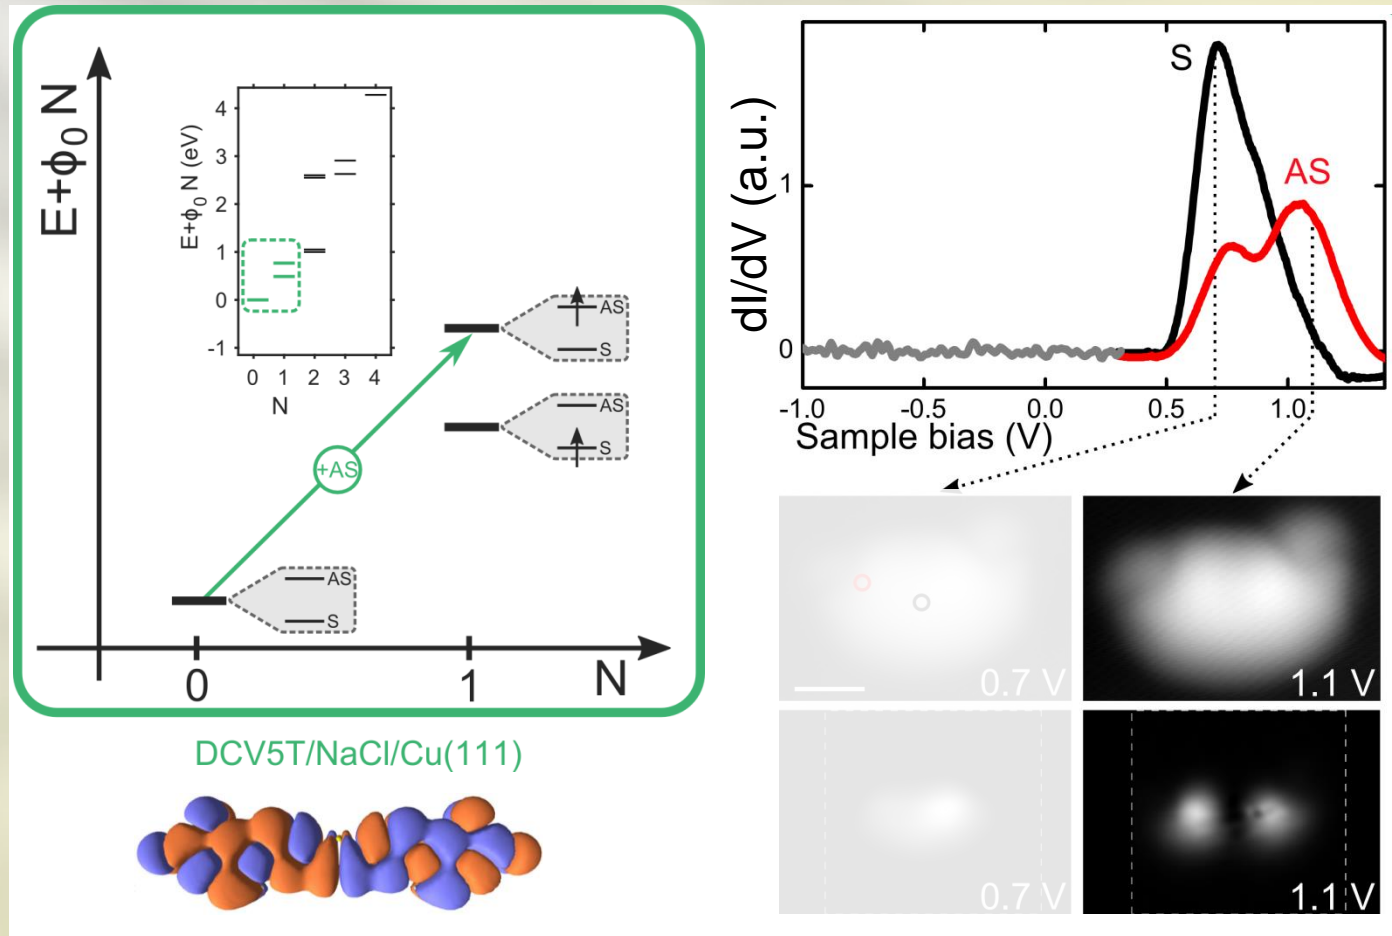 E+ϕ₀ N
E+ϕ₀ N (eV)
4
3
2
1
0
-1
0 1 2 3 4
N
+AS
AS
S
AS
S
AS
S
0 1 N
DCV5T/NaCl/Cu(111)
dI/dV (a.u.)
1
0
S
AS
-1.0 -0.5 0.0 0.5 1.0
Sample bias (V)
0.7 V
1.1 V
0.7 V
1.1 V